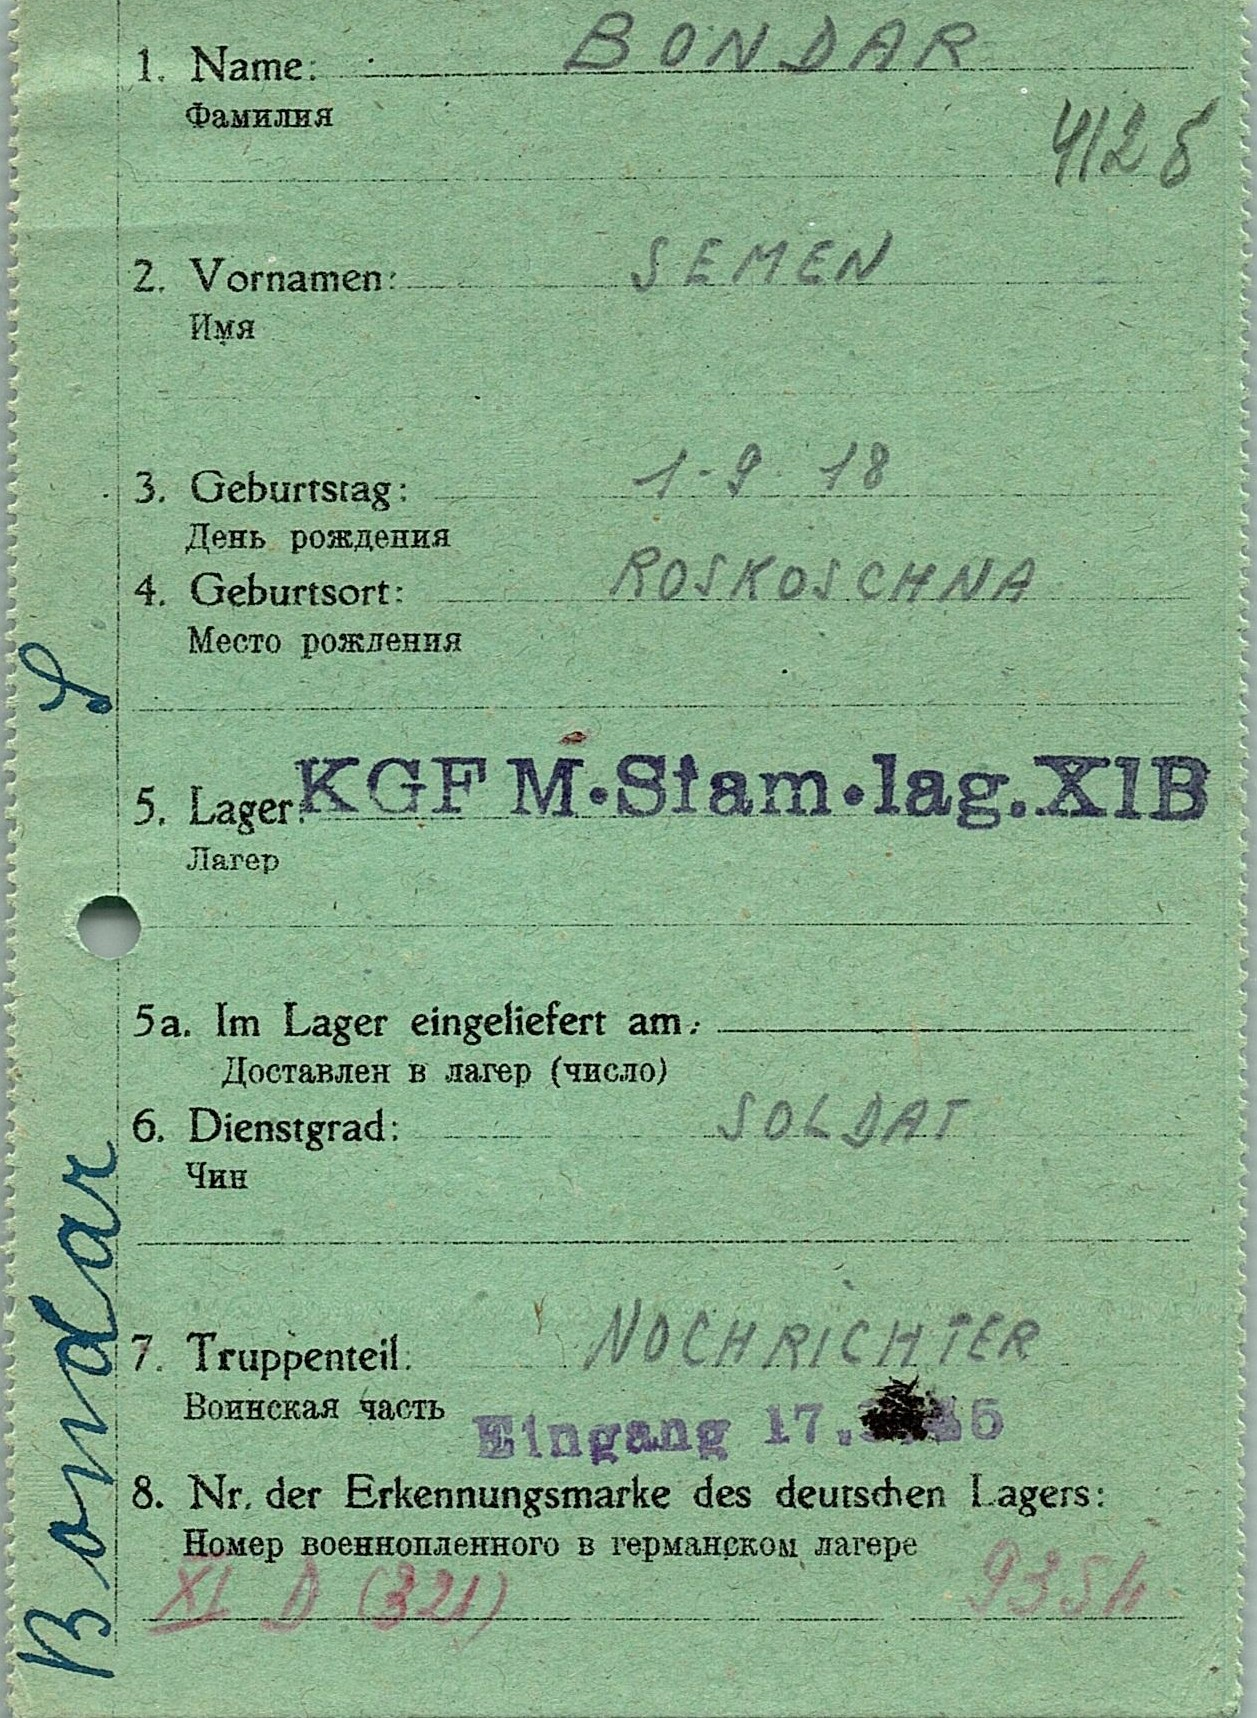 1. Name: BONDAR
Фамилия
412
2. Vornamen: SEMEN
Имя
3. Geburtstag: 1-9 18
День рождения
4. Geburtsort: ROSKOSCHNA
Место рождения
5. Lager: KGF M·Stam·lag.XIB
Лагер
5a. Im Lager eingeliefert am:
Доставлен в лагер (число)
6. Dienstgrad: SOLDAT
Чин
7. Truppenteil: NOCHRICHTER
Воинская часть
Eingang 17.
8. Nr. der Erkennungsmarke des deutschen Lagers:
Номер военнопленного в германском лагере
XI D (321) 9354
Bondar S